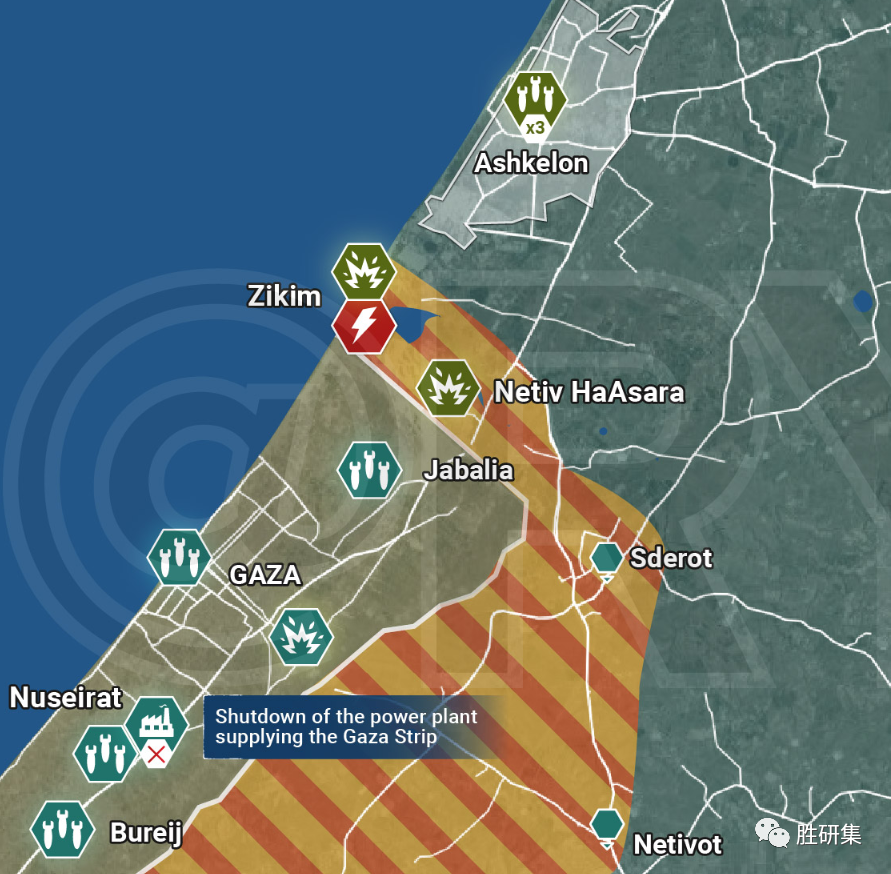 x3
Ashkelon
Zikim
Netiv HaAsara
Jabalia
Sderot
GAZA
Nuseirat
Shutdown of the power plant
supplying the Gaza Strip
Bureij
Netivot
胜研集